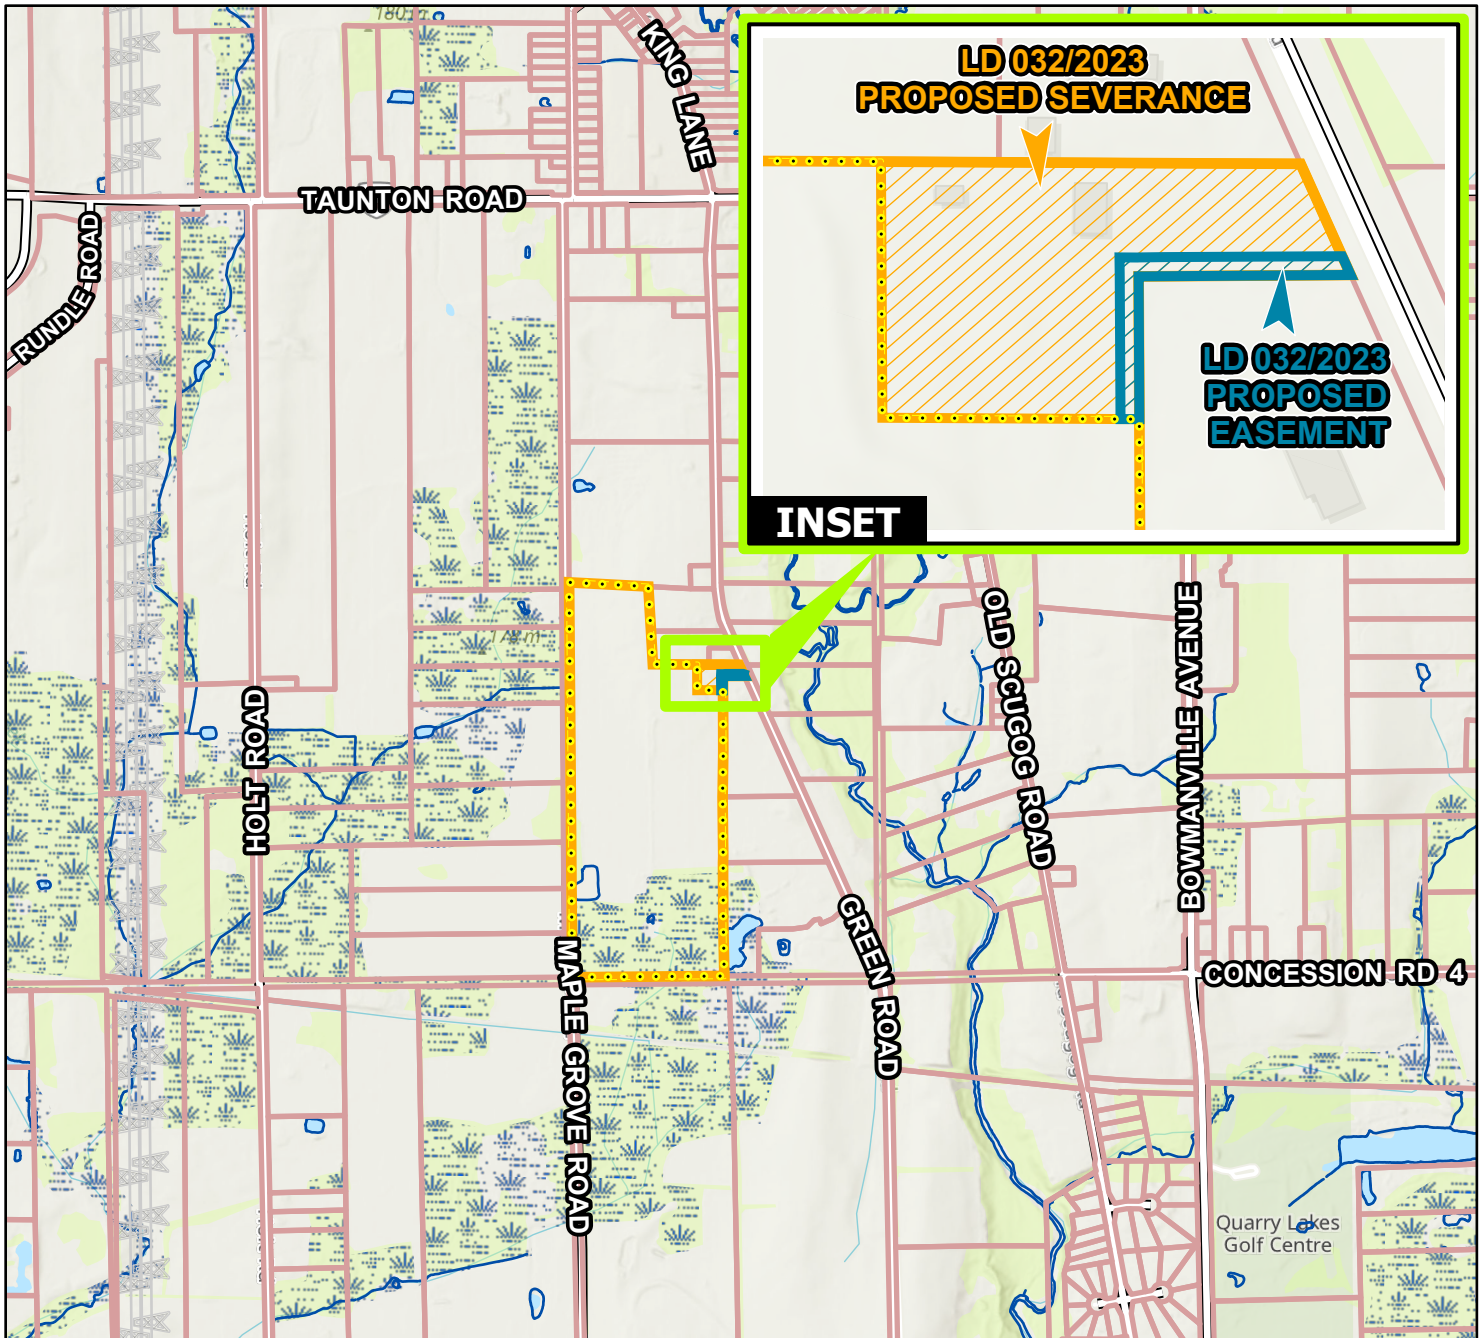 KING LANE
LD 032/2023
PROPOSED SEVERANCE
TAUNTON ROAD
RUNDLE ROAD
LD 032/2023
PROPOSED
EASEMENT
INSET
OLD SCUGOG ROAD
BOWMANVILLE AVENUE
HOLT ROAD
GREEN ROAD
MAPLE GROVE ROAD
CONCESSION RD 4
Quarry Lakes
Golf Centre